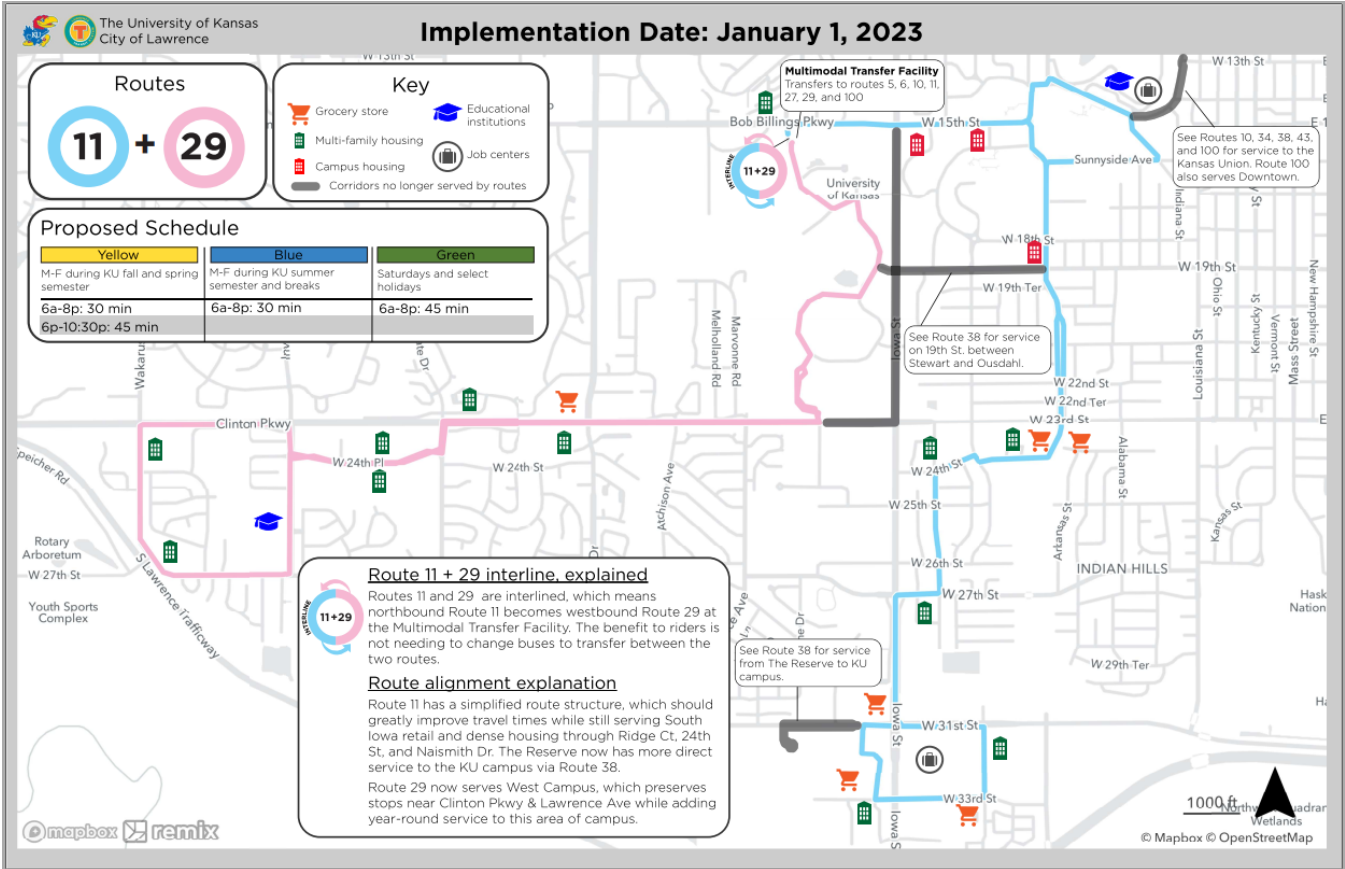 The University of Kansas
City of Lawrence
Implementation Date: January 1, 2023
Routes
11 + 29
Key
Grocery store
Multi-family housing
Campus housing
Corridors no longer served by routes
Educational
institutions
Job centers
Proposed Schedule
Yellow
Blue
Green
M-F during KU fall and spring
semester
M-F during KU summer
semester and breaks
Saturdays and select
holidays
6a-8p: 30 min
6a-8p: 30 min
6a-8p: 45 min
6p-10:30p: 45 min
W 13th St
Multimodal Transfer Facility
Transfers to routes 5, 6, 10, 11,
27, 29, and 100
W 13th St
Bob Billings Pkwy
W 15th St
E 1
INTERLINE
11+29
University
of Kansas
Sunnyside Ave
See Routes 10, 34, 38, 43,
and 100 for service to the
Kansas Union. Route 100
also serves Downtown.
Indiana St
W 18th St
W 19th St
W 19th Ter
See Route 38 for service
on 19th St. between
Stewart and Ousdahl.
Iowa St
Melholland Rd
Marvonne Rd
Louisiana St
Ohio St
Kentucky St
Vermont St
Mass Street
New Hampshire St
W 22nd St
W 22nd Ter
W 23rd St
E
Wakarus
Clinton Pkwy
W 24th Pl
W 24th St
W 24th St
Alabama St
Speicher Rd
Atchison Ave
W 25th St
Arkansas St
Kansas St
Rotary
Arboretum
W 27th St
Youth Sports
Complex
S Lawrence Trafficway
W 26th St
W 27th St
INDIAN HILLS
Hask
Nation
W 29th Ter
INTERLINE
11+29
Route 11 + 29 interline, explained
Routes 11 and 29 are interlined, which means
northbound Route 11 becomes westbound Route 29 at
the Multimodal Transfer Facility. The benefit to riders is
not needing to change buses to transfer between the
two routes.
Route alignment explanation
Route 11 has a simplified route structure, which should
greatly improve travel times while still serving South
Iowa retail and dense housing through Ridge Ct, 24th
St, and Naismith Dr. The Reserve now has more direct
service to the KU campus via Route 38.
Route 29 now serves West Campus, which preserves
stops near Clinton Pkwy & Lawrence Ave while adding
year-round service to this area of campus.
See Route 38 for service
from The Reserve to KU
campus.
Iowa St
W 31st St
W 33rd St
Iowa S
1000 ft
Wetlands
mapbox remix
© Mapbox © OpenStreetMap